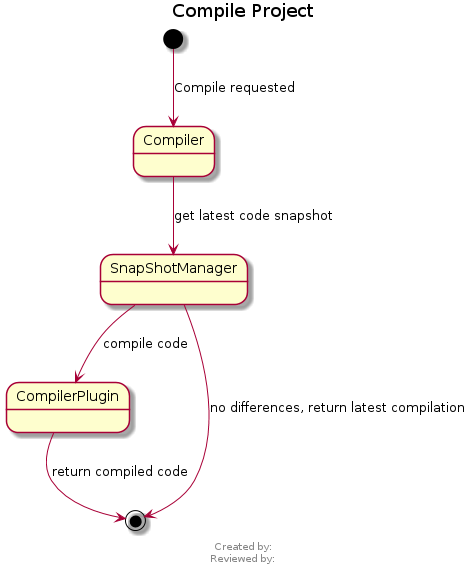 Compile Project
Compile requested
Compiler
get latest code snapshot
SnapShotManager
compile code
CompilerPlugin
no differences, return latest compilation
return compiled code
Created by:
Reviewed by: